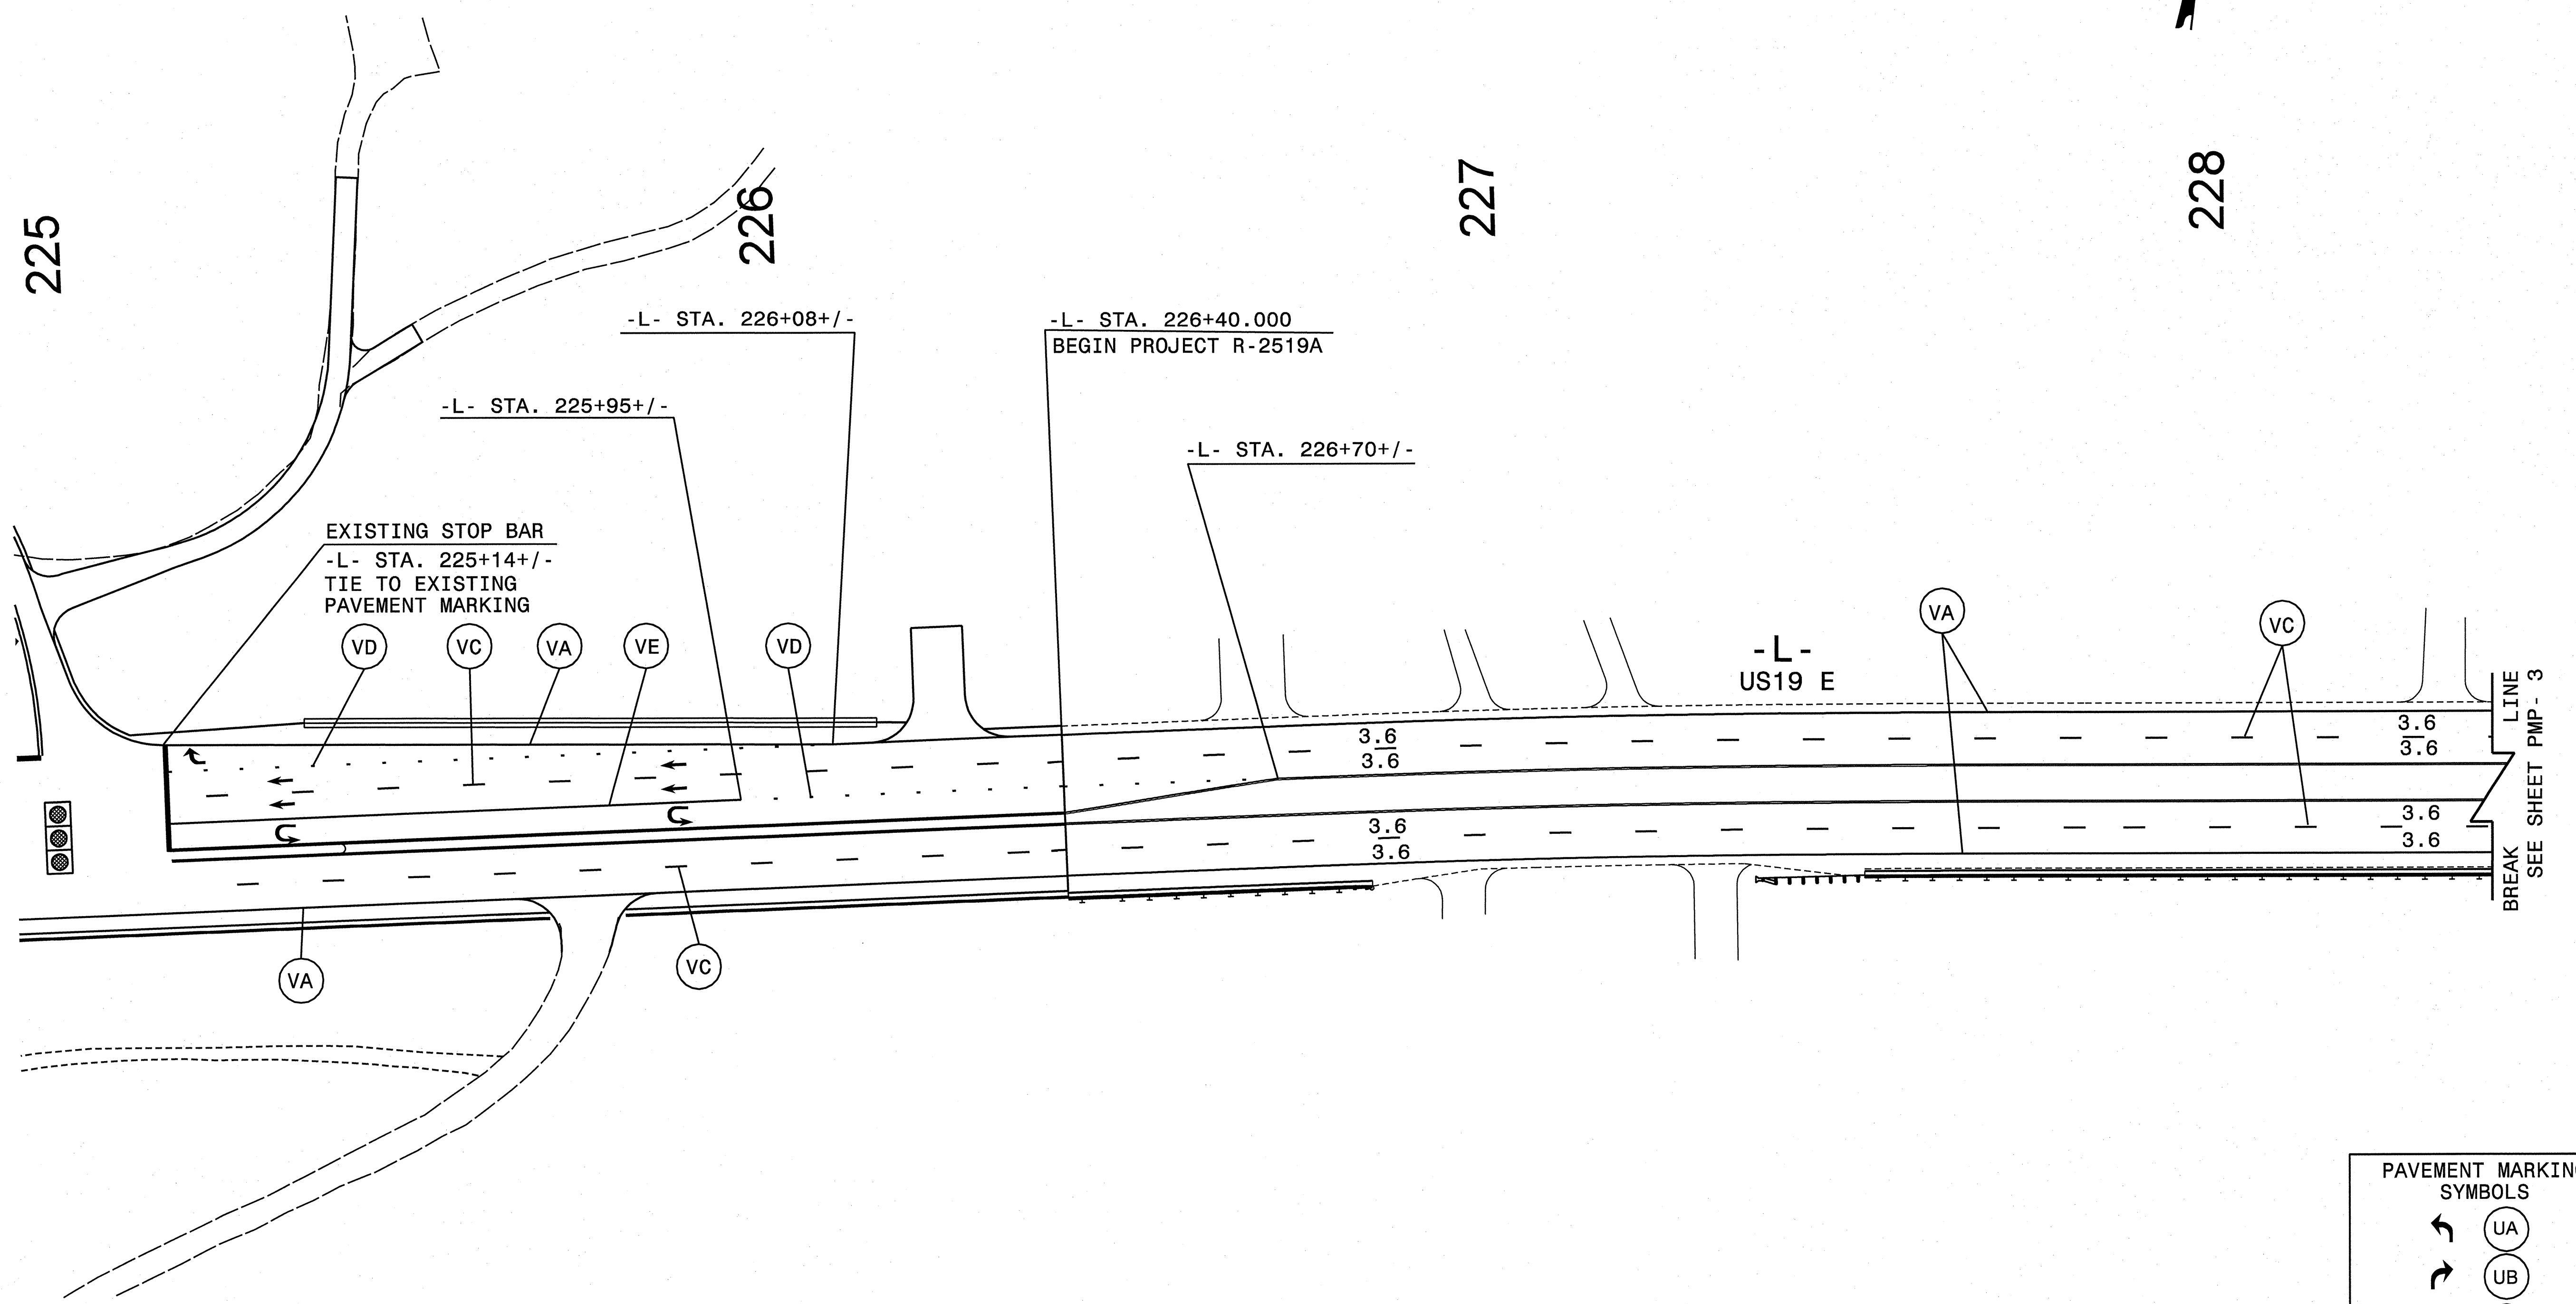 225
226
227
228
-L- STA. 226+08+/-
-L- STA. 226+40.000
BEGIN PROJECT R-2519A
-L- STA. 225+95+/-
-L- STA. 226+70+/-
EXISTING STOP BAR
-L- STA. 225+14+/-
TIE TO EXISTING
PAVEMENT MARKING
VD
VC
VA
VE
VD
VA
VC
-L-
US19 E
3.6
3.6
3.6
3.6
3.6
3.6
3.6
3.6
BREAK LINE
SEE SHEET PMP- 3
VA
VC
PAVEMENT MARKIN
SYMBOLS
UA
UB